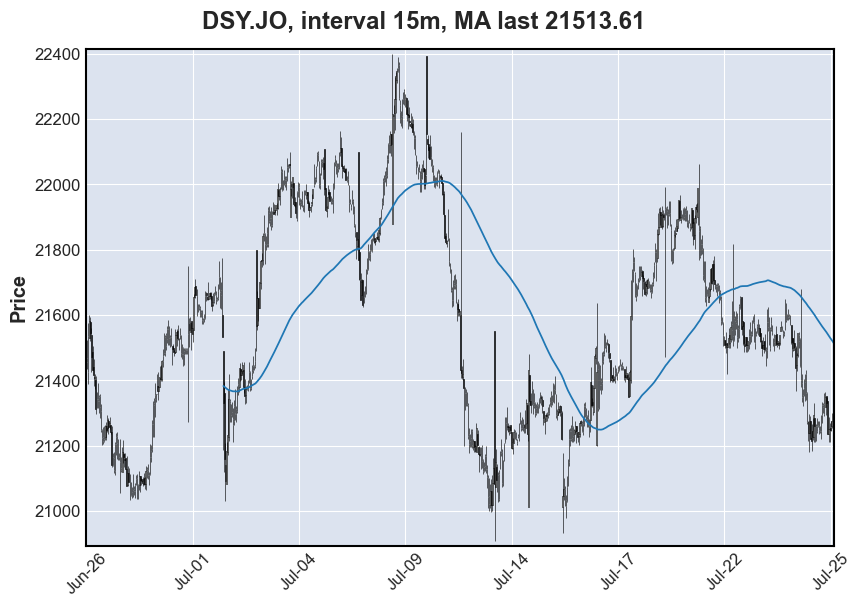 DSY.JO, interval 15m, MA last 21513.61
Price
22400
22200
22000
21800
21600
21400
21200
21000
Jun-26
Jul-01
Jul-04
Jul-09
Jul-14
Jul-17
Jul-22
Jul-25